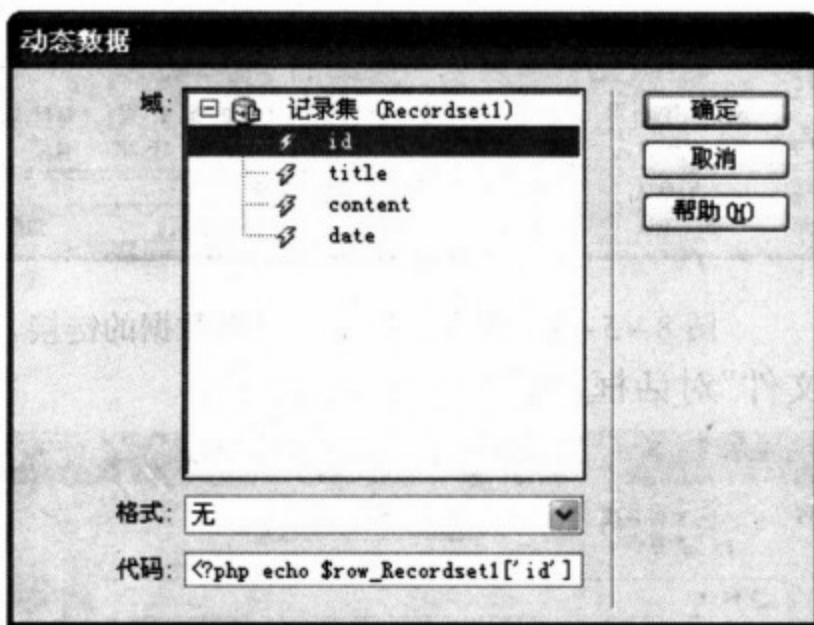 动态数据
域:
记录集 (Recordset1)
id
title
content
date
确定
取消
帮助(H)
格式: 无
代码: <?php echo $row_Recordset1['id']